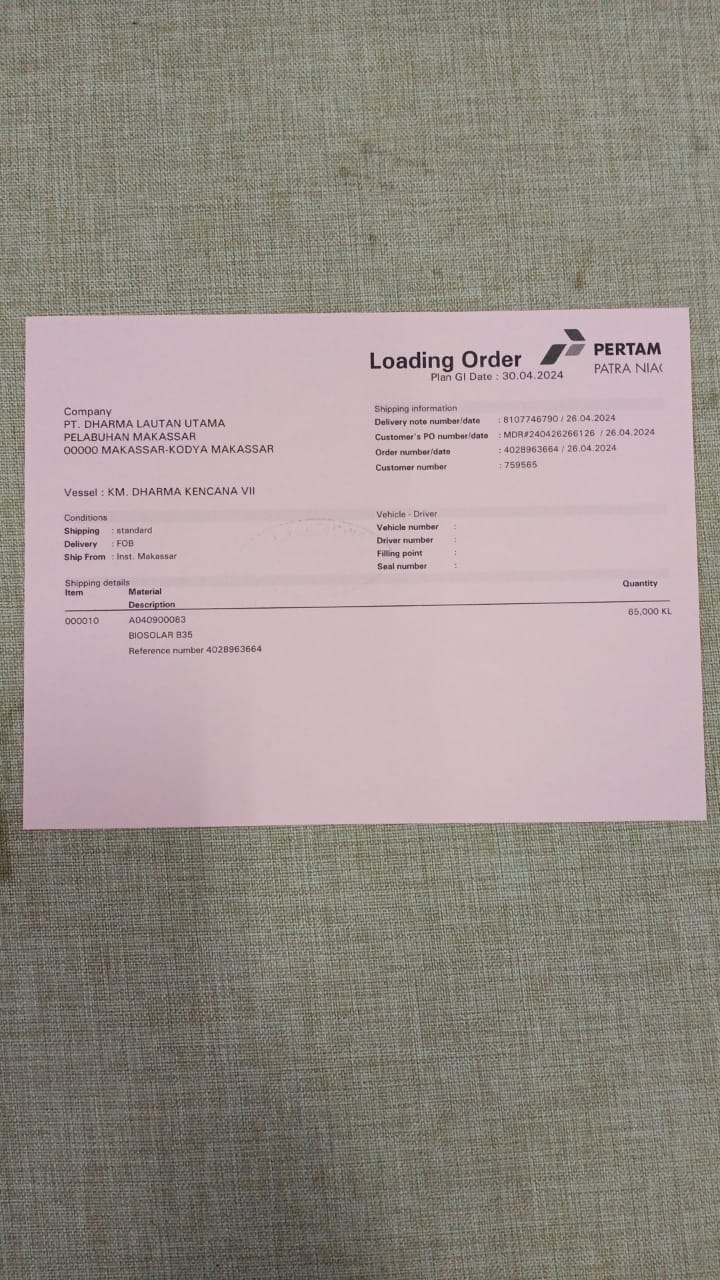 Loading Order
Plan GI Date : 30.04.2024
PERTAM
PATRA NIA
Company
PT. DHARMA LAUTAN UTAMA
PELABUHAN MAKASSAR
00000 MAKASSAR-KODYA MAKASSAR
Vessel : KM. DHARMA KENCANA VII
Shipping information
Delivery note number/date : 8107746790 / 26.04.2024
Customer's PO number/date : MDR#240426266126 / 26.04.2024
Order number/date : 4028963664 / 26.04.2024
Customer number : 759565
Conditions
Shipping : standard
Delivery : FOB
Ship From : Inst. Makassar
Vehicle - Driver
Vehicle number :
Driver number :
Filling point :
Seal number :
Shipping details
Item Material Quantity
Description
000010 A040900083 65,000 KL
BIOSOLAR B35
Reference number 4028963664